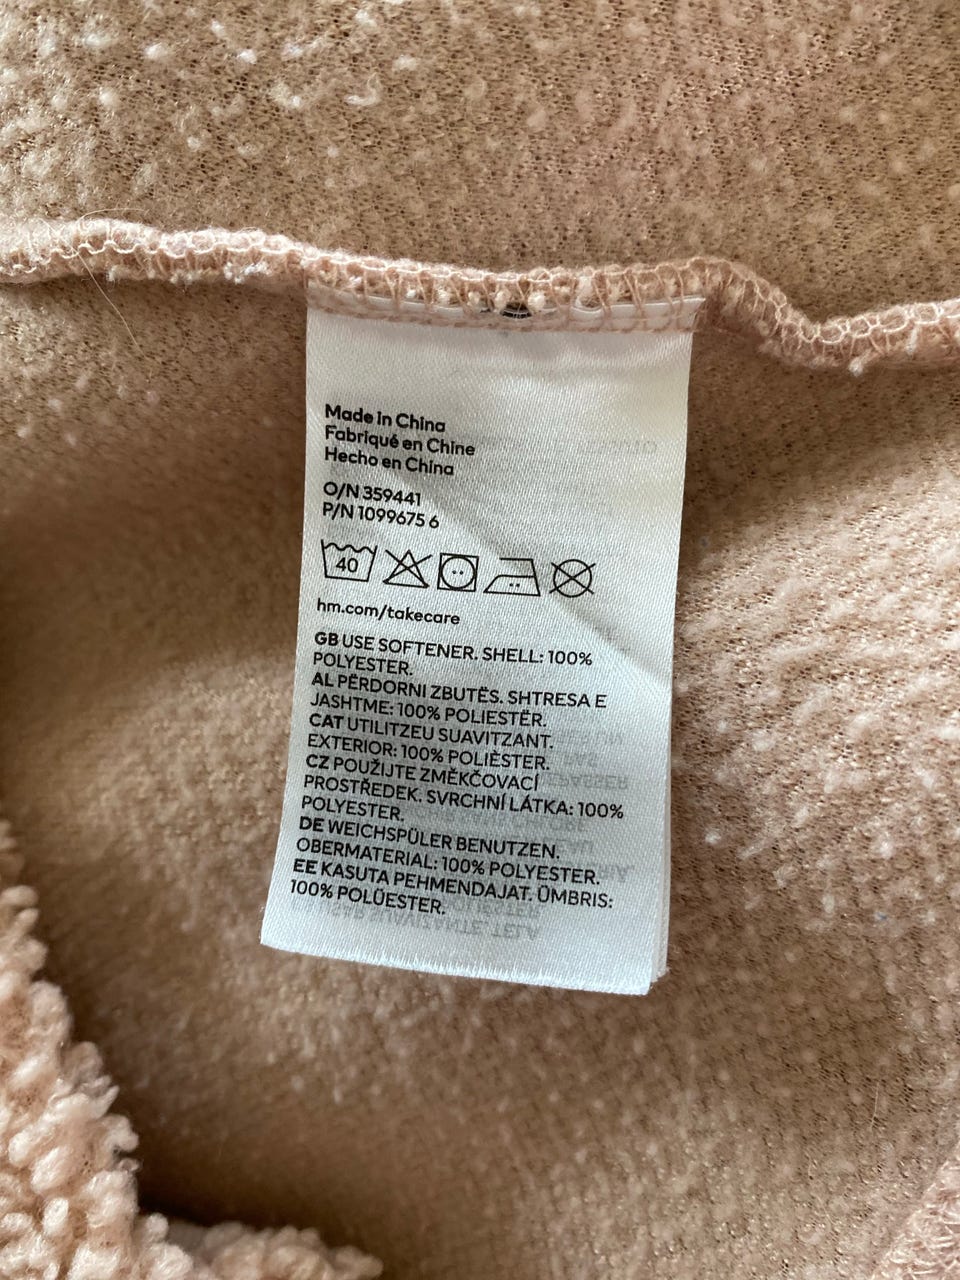 Made in China
Fabriqué en Chine
Hecho en China
O/N 359441
P/N 1099675 6
40
hm.com/takecare
GB USE SOFTENER. SHELL: 100%
POLYESTER.
AL PËRDORNI ZBUTËS. SHTRESA E
JASHTME: 100% POLIESTËR.
CAT UTILITZEU SUAVITZANT.
EXTERIOR: 100% POLIÈSTER.
CZ POUŽIJTE ZMĚKČOVACÍ
PROSTŘEDEK. SVRCHNÍ LÁTKA: 100%
POLYESTER.
DE WEICHSPÜLER BENUTZEN.
OBERMATERIAL: 100% POLYESTER.
EE KASUTA PEHMENDAJAT. ÜMBRIS:
100% POLÜESTER.